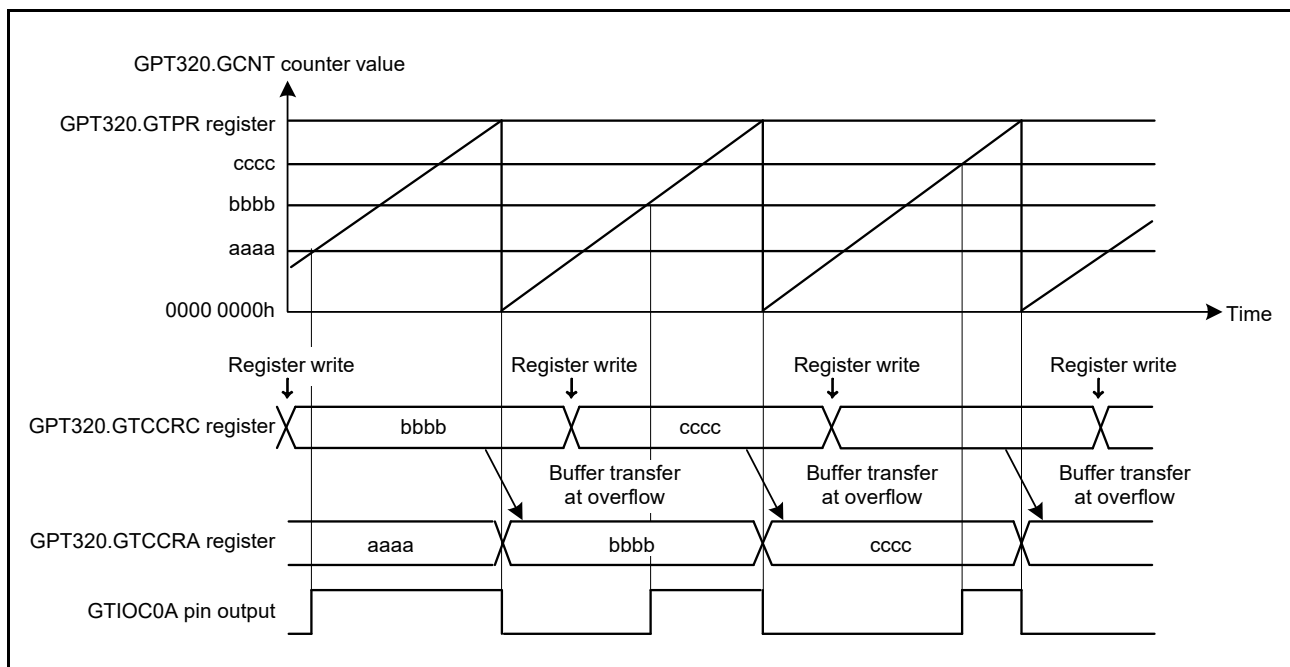 GPT320.GCNT counter value
GPT320.GTPR register
cccc
bbbb
aaaa
0000 0000h
Time
Register write Register write Register write Register write
GPT320.GTCCRC register
bbbb cccc
Buffer transfer Buffer transfer Buffer transfer
at overflow at overflow at overflow
GPT320.GTCCRA register
aaaa bbbb cccc
GTIOC0A pin output